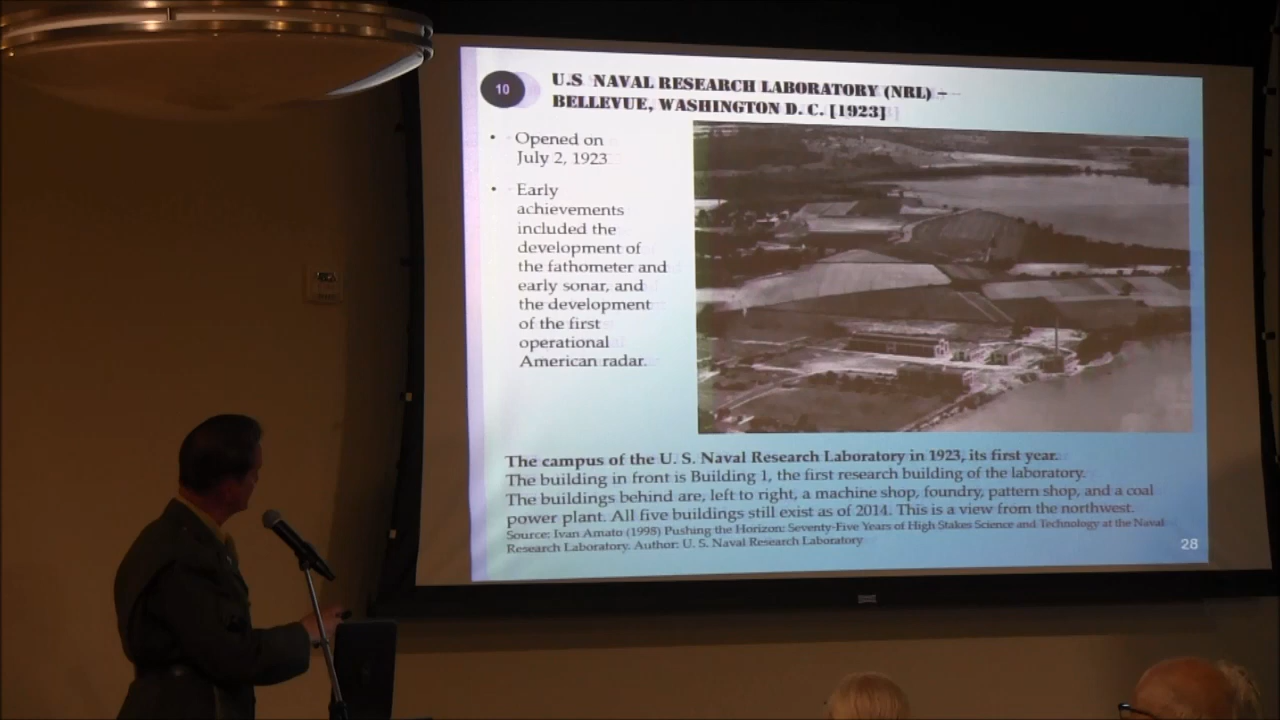 10
U.S NAVAL RESEARCH LABORATORY (NRL) –
BELLEVUE, WASHINGTON D. C. [1923]
• Opened on
July 2, 1923
• Early
achievements
included the
development of
the fathometer and
early sonar, and
the development
of the first
operational
American radar.
The campus of the U. S. Naval Research Laboratory in 1923, its first year.
The building in front is Building 1, the first research building of the laboratory.
The buildings behind are, left to right, a machine shop, foundry, pattern shop, and a coal
power plant. All five buildings still exist as of 2014. This is a view from the northwest.
Source: Ivan Amato (1998) Pushing the Horizon: Seventy-Five Years of High Stakes Science and Technology at the Naval
Research Laboratory. Author: U. S. Naval Research Laboratory
28